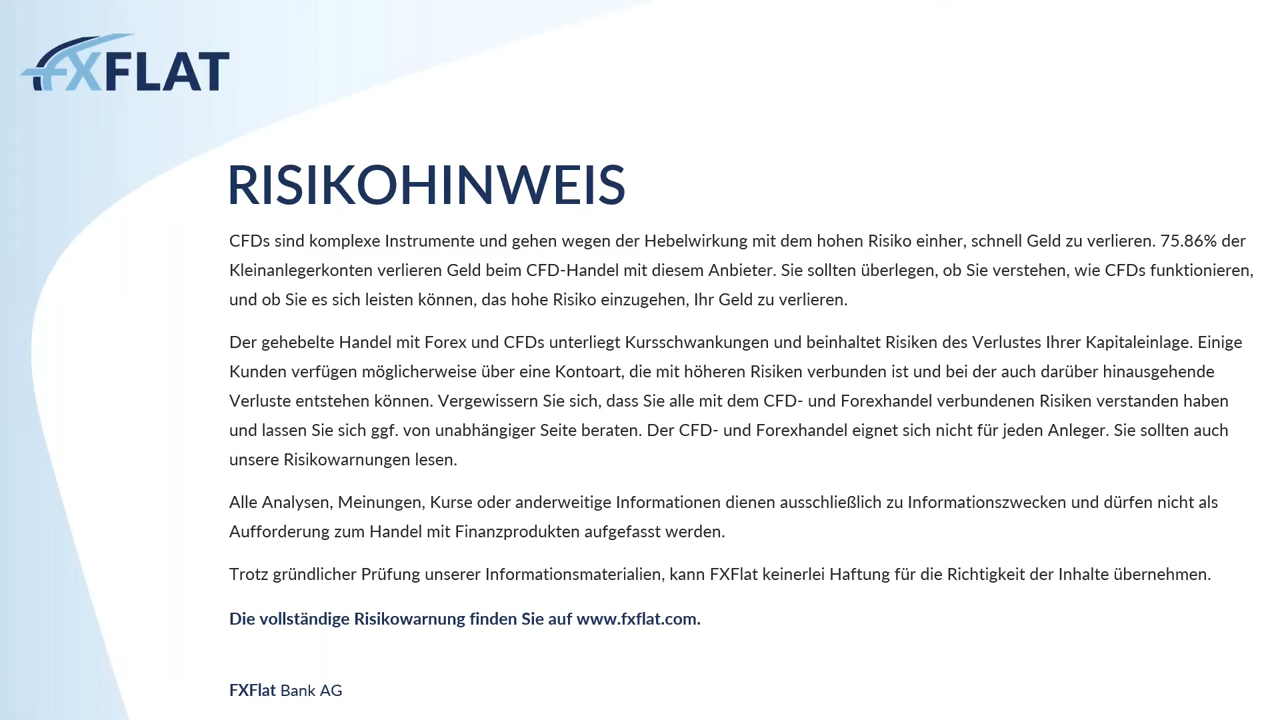 FXFLAT
RISIKOHINWEIS
CFDs sind komplexe Instrumente und gehen wegen der Hebelwirkung mit dem hohen Risiko einher, schnell Geld zu verlieren. 75.86% der
Kleinanlegerkonten verlieren Geld beim CFD-Handel mit diesem Anbieter. Sie sollten überlegen, ob Sie verstehen, wie CFDs funktionieren,
und ob Sie es sich leisten können, das hohe Risiko einzugehen, Ihr Geld zu verlieren.
Der gehebelte Handel mit Forex und CFDs unterliegt Kursschwankungen und beinhaltet Risiken des Verlustes Ihrer Kapitaleinlage. Einige
Kunden verfügen möglicherweise über eine Kontoart, die mit höheren Risiken verbunden ist und bei der auch darüber hinausgehende
Verluste entstehen können. Vergewissern Sie sich, dass Sie alle mit dem CFD- und Forexhandel verbundenen Risiken verstanden haben
und lassen Sie sich ggf. von unabhängiger Seite beraten. Der CFD- und Forexhandel eignet sich nicht für jeden Anleger. Sie sollten auch
unsere Risikowarnungen lesen.
Alle Analysen, Meinungen, Kurse oder anderweitige Informationen dienen ausschließlich zu Informationszwecken und dürfen nicht als
Aufforderung zum Handel mit Finanzprodukten aufgefasst werden.
Trotz gründlicher Prüfung unserer Informationsmaterialien, kann FXFlat keinerlei Haftung für die Richtigkeit der Inhalte übernehmen.
Die vollständige Risikowarnung finden Sie auf www.fxflat.com.
FXFlat Bank AG